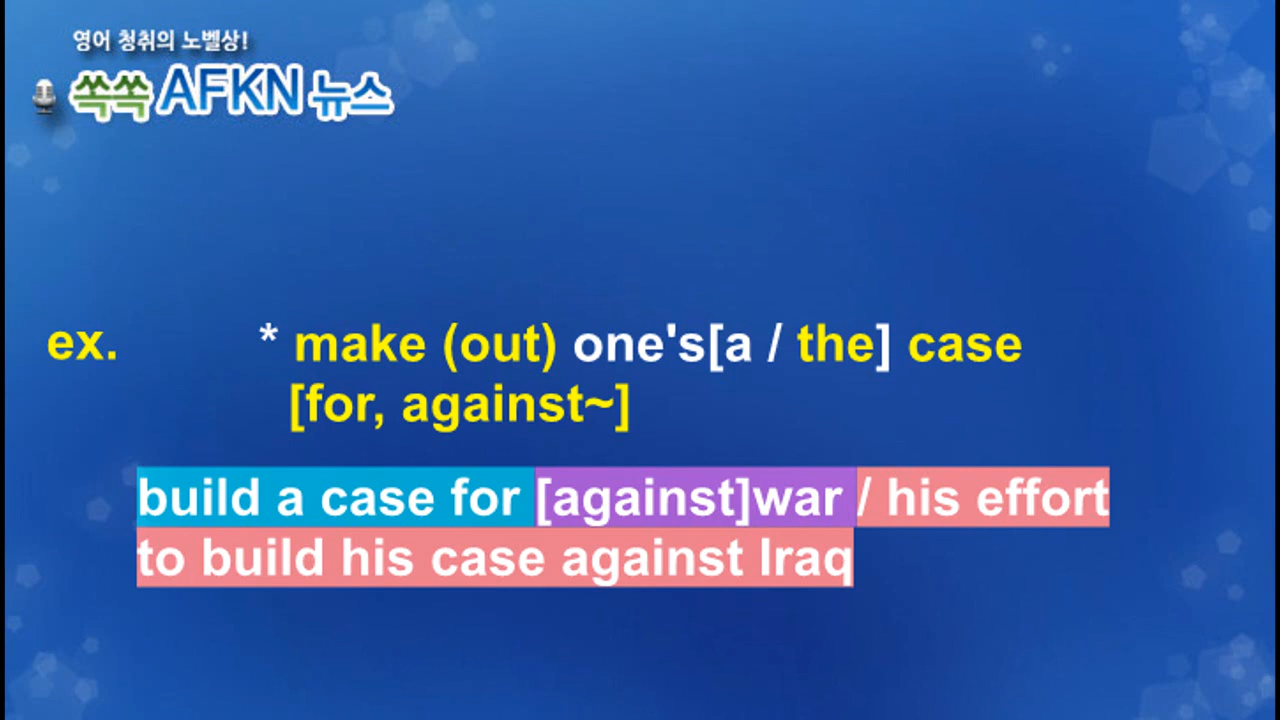 영어 청취의 노벨상!
쏙쏙 AFKN 뉴스
ex. * make (out) one's[a / the] case
[for, against~]
build a case for [against]war / his effort
to build his case against Iraq